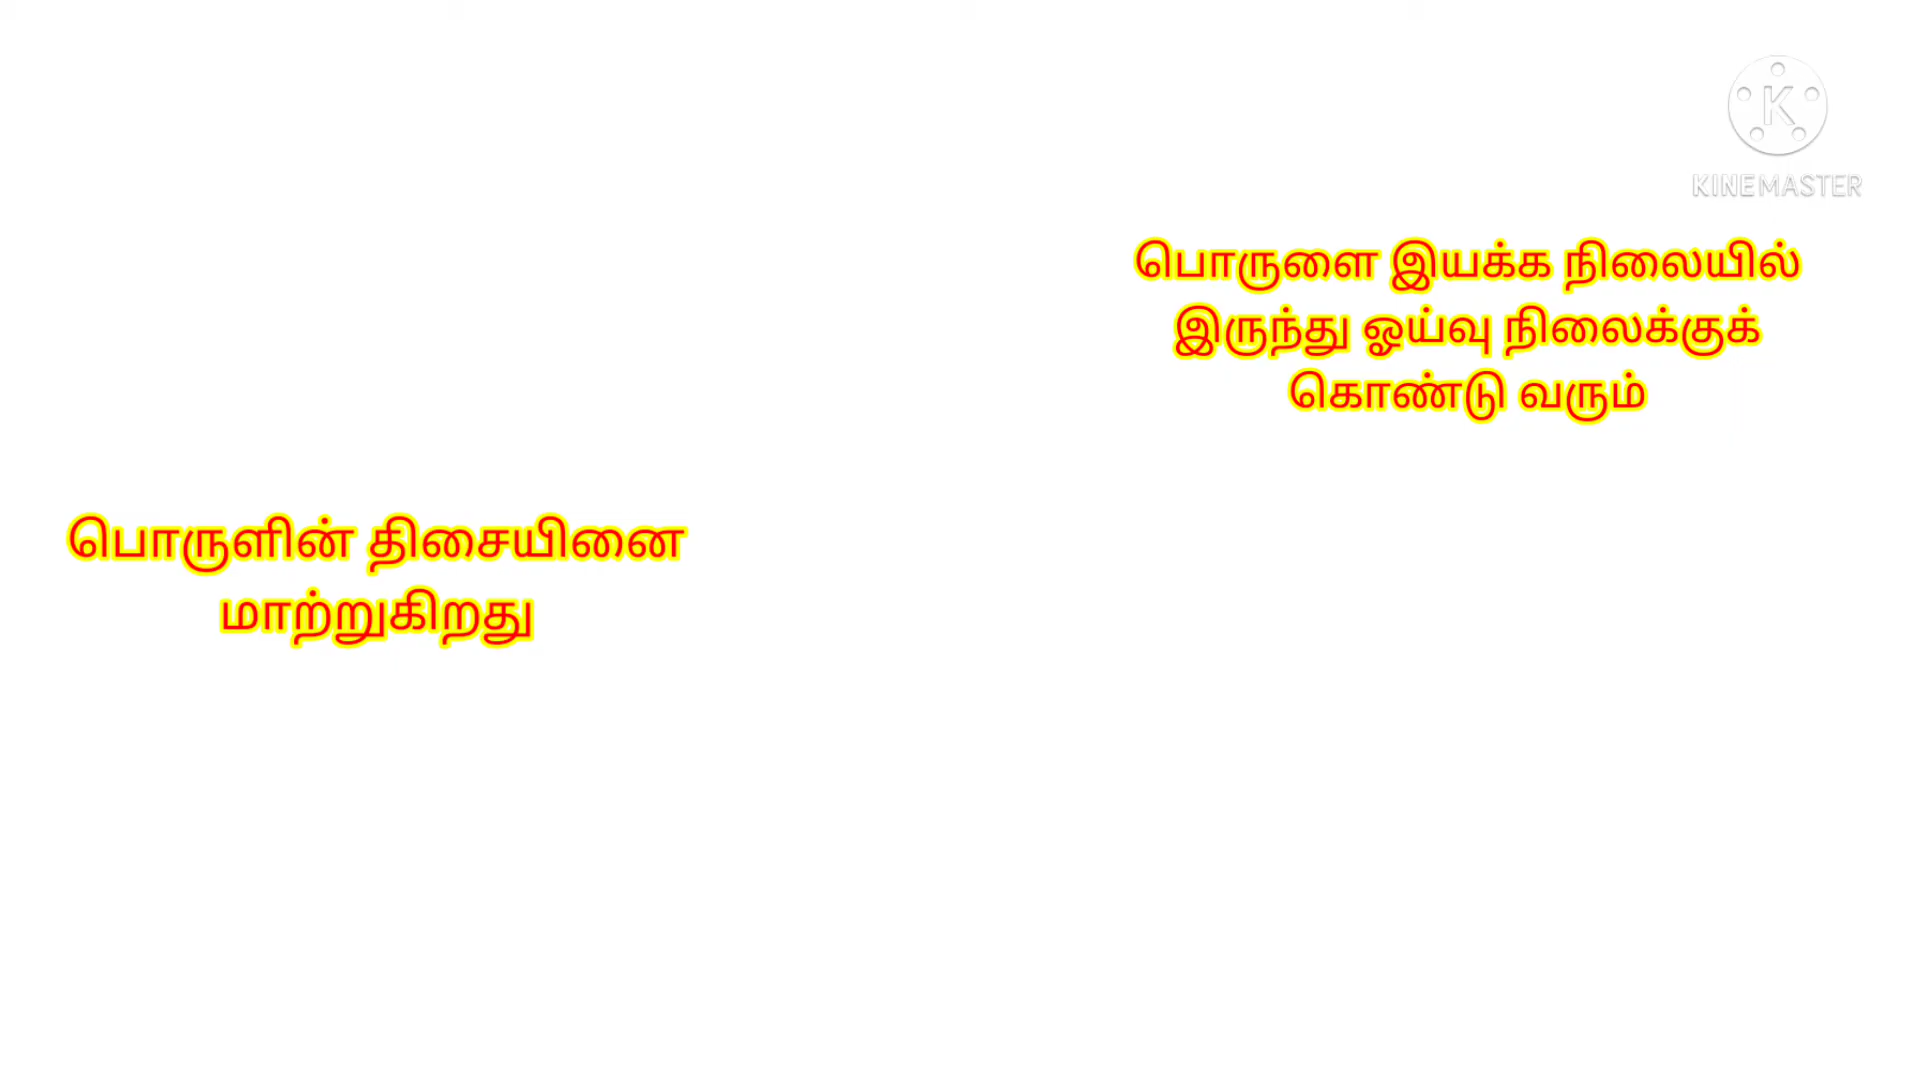 KINEMASTER
பொருளை இயக்க நிலையில்
இருந்து ஓய்வு நிலைக்குக்
கொண்டு வரும்
பொருளின் திசையினை
மாற்றுகிறது